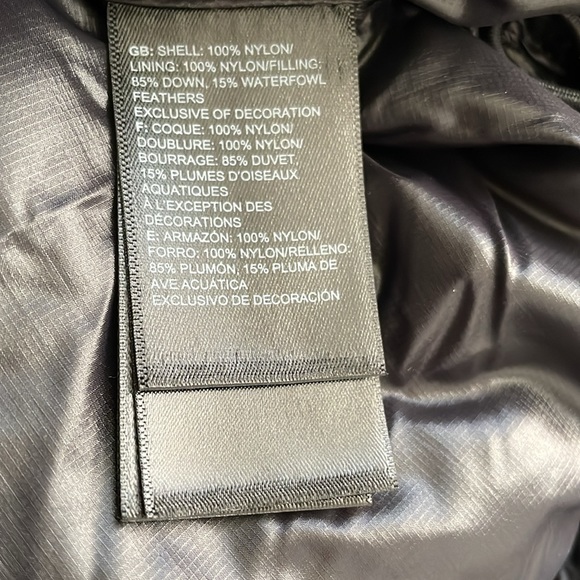 GB: SHELL: 100% NYLON/
LINING: 100% NYLON/FILLING:
85% DOWN, 15% WATERFOWL
FEATHERS
EXCLUSIVE OF DECORATION
F: COQUE: 100% NYLON/
DOUBLURE: 100% NYLON/
BOURRAGE: 85% DUVET,
15% PLUMES D'OISEAUX
AQUATIQUES
À L'EXCEPTION DES
DÉCORATIONS
E: ARMAZÓN: 100% NYLON/
FORRO: 100% NYLON/RELLENO:
85% PLUMÓN, 15% PLUMA DE
AVE ACUÁTICA
EXCLUSIVO DE DECORACIÓN